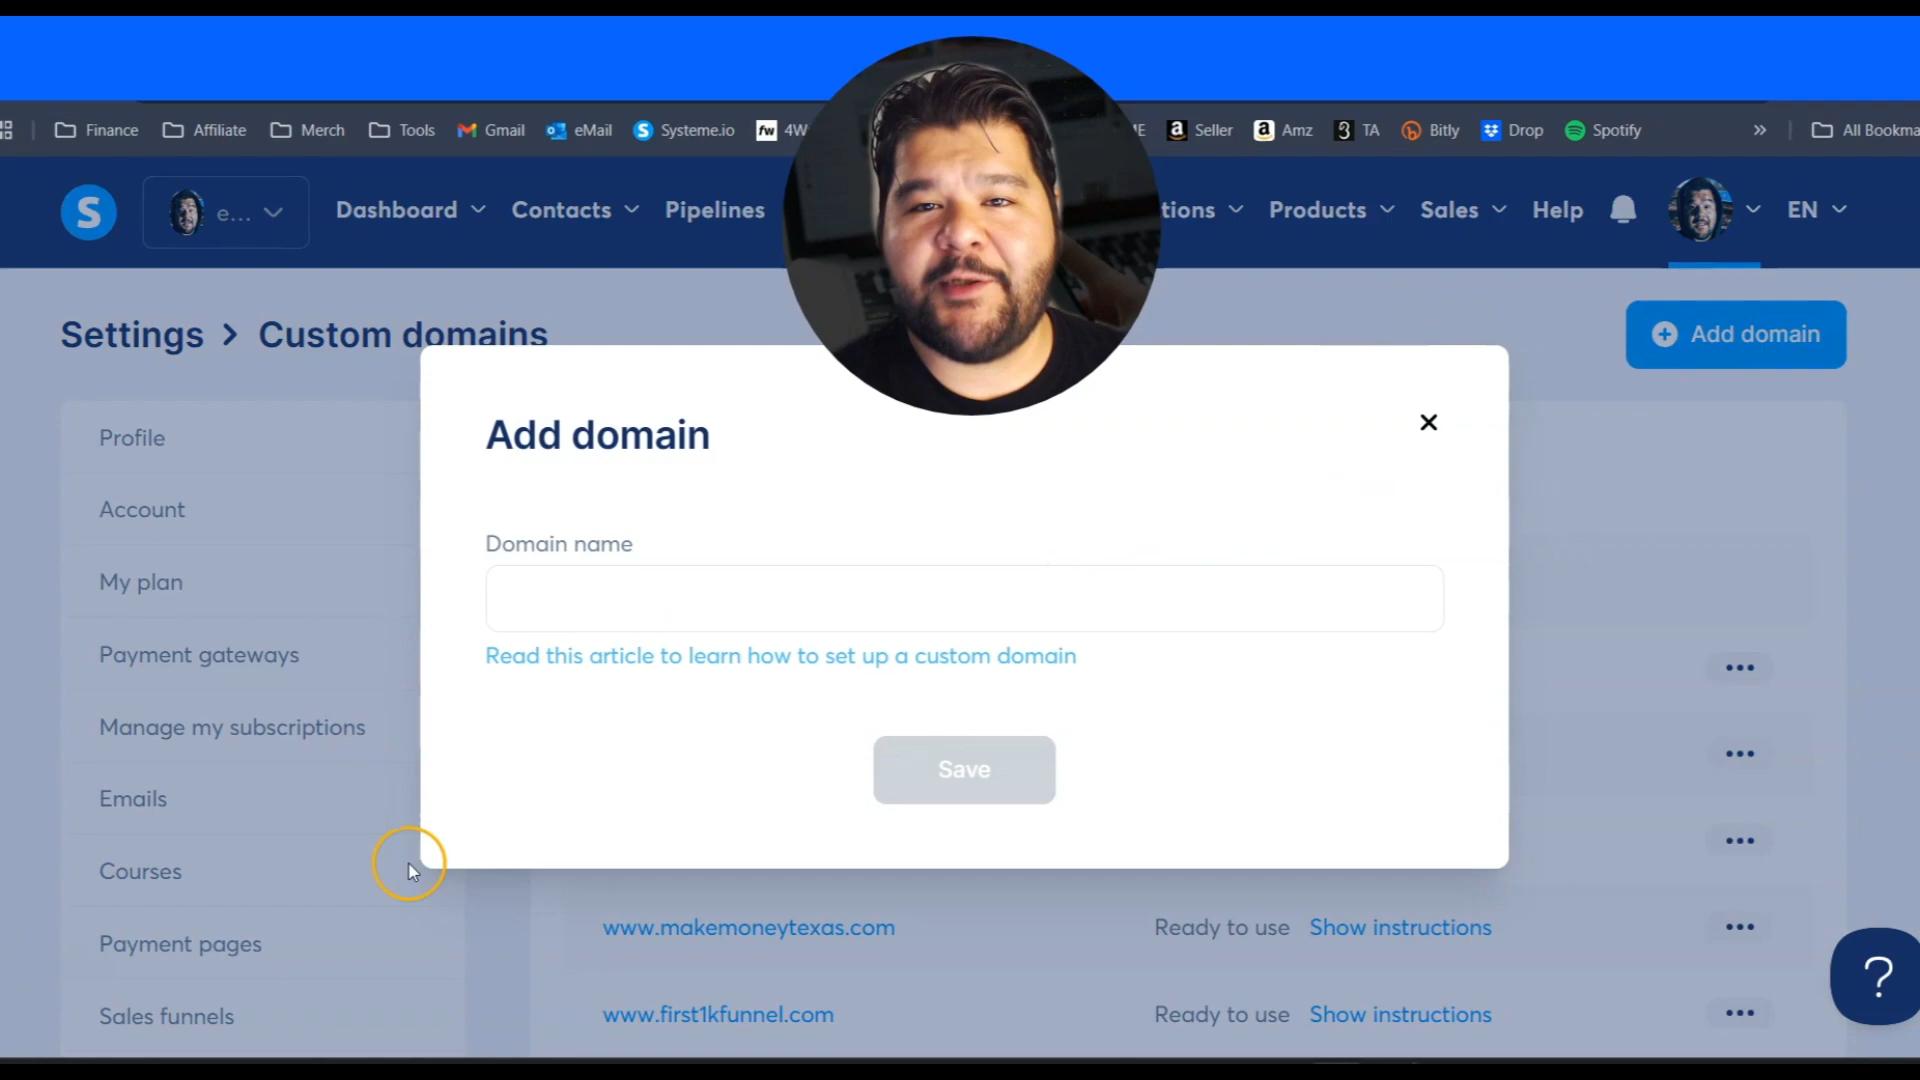 Finance Affiliate Merch Tools Gmail eMail Systeme.io fw 4W
Seller Amz TA Bitly Drop Spotify » All Bookma
S e... Dashboard Contacts Pipelines tions Products Sales Help EN
Settings > Custom domains
Add domain
Profile
Account
My plan
Payment gateways
Manage my subscriptions
Emails
Courses
Payment pages
Sales funnels
Add domain
Domain name
Read this article to learn how to set up a custom domain
Save
www.makemoneytexas.com Ready to use Show instructions
www.first1kfunnel.com Ready to use Show instructions
?